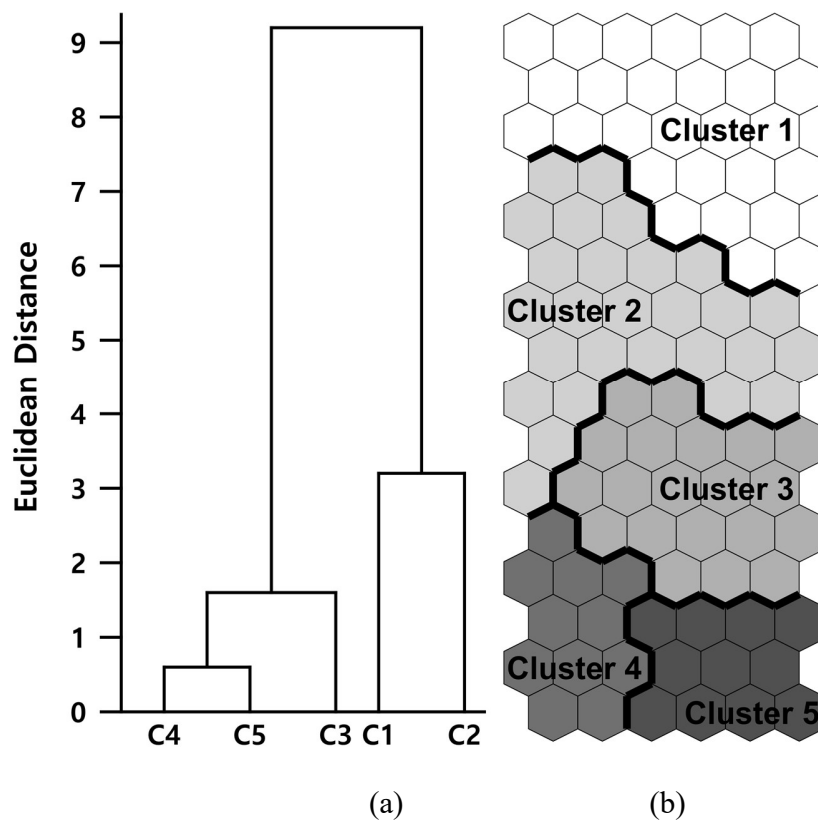 Euclidean Distance
9
8
7
6
5
4
3
2
1
0
C4 C5 C3 C1 C2
(a)
Cluster 1
Cluster 2
Cluster 3
Cluster 4
Cluster 5
(b)